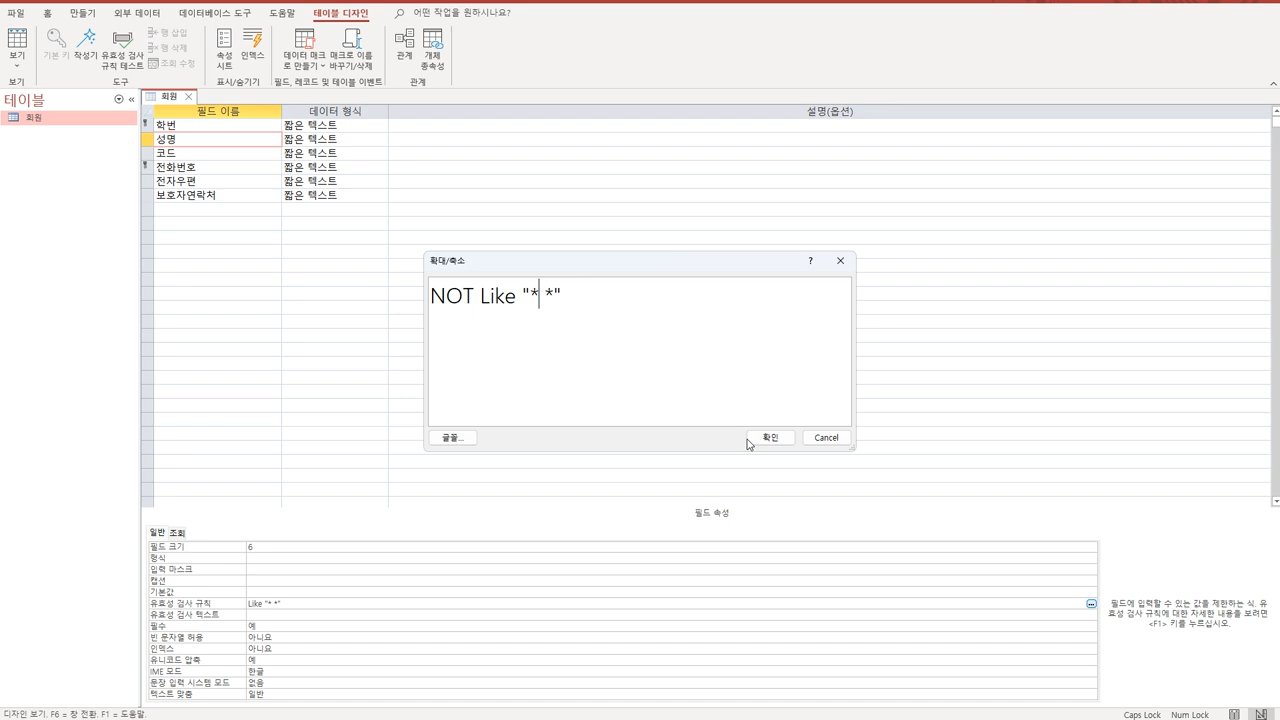 파일 홈 만들기 외부 데이터 데이터베이스 도구 도움말 테이블 디자인 어떤 작업을 원하시나요?
보기
기본 키
작성기
유효성 검사
규칙 테스트
행 삽입
행 삭제
조회 수정
속성
시트
인덱스
데이터 매크
로 만들기
매크로 이름
바꾸기/삭제
관계
개체
종속성
보기 도구 표시/숨기기 필드, 레코드 및 테이블 이벤트 관계
테이블 «
회원
회원
필드 이름 데이터 형식 설명(옵션)
학번 짧은 텍스트
성명 짧은 텍스트
코드 짧은 텍스트
전화번호 짧은 텍스트
전자우편 짧은 텍스트
보호자연락처 짧은 텍스트
확대/축소 ?
NOT Like "* *"
글꼴... 확인 Cancel
필드 속성
일반 조회
필드 크기 6
형식
입력 마스크
캡션
기본값
유효성 검사 규칙 Like "* *" ...
유효성 검사 텍스트
필수 예
빈 문자열 허용 아니요
인덱스 아니요
유니코드 압축 예
IME 모드 한글
문장 입력 시스템 모드 없음
텍스트 맞춤 일반
필드에 입력할 수 있는 값을 제한하는 식. 유
효성 검사 규칙에 대한 자세한 내용을 보려면
<F1> 키를 누르십시오.
디자인 보기. F6 = 창 전환. F1 = 도움말. Caps Lock Num Lock